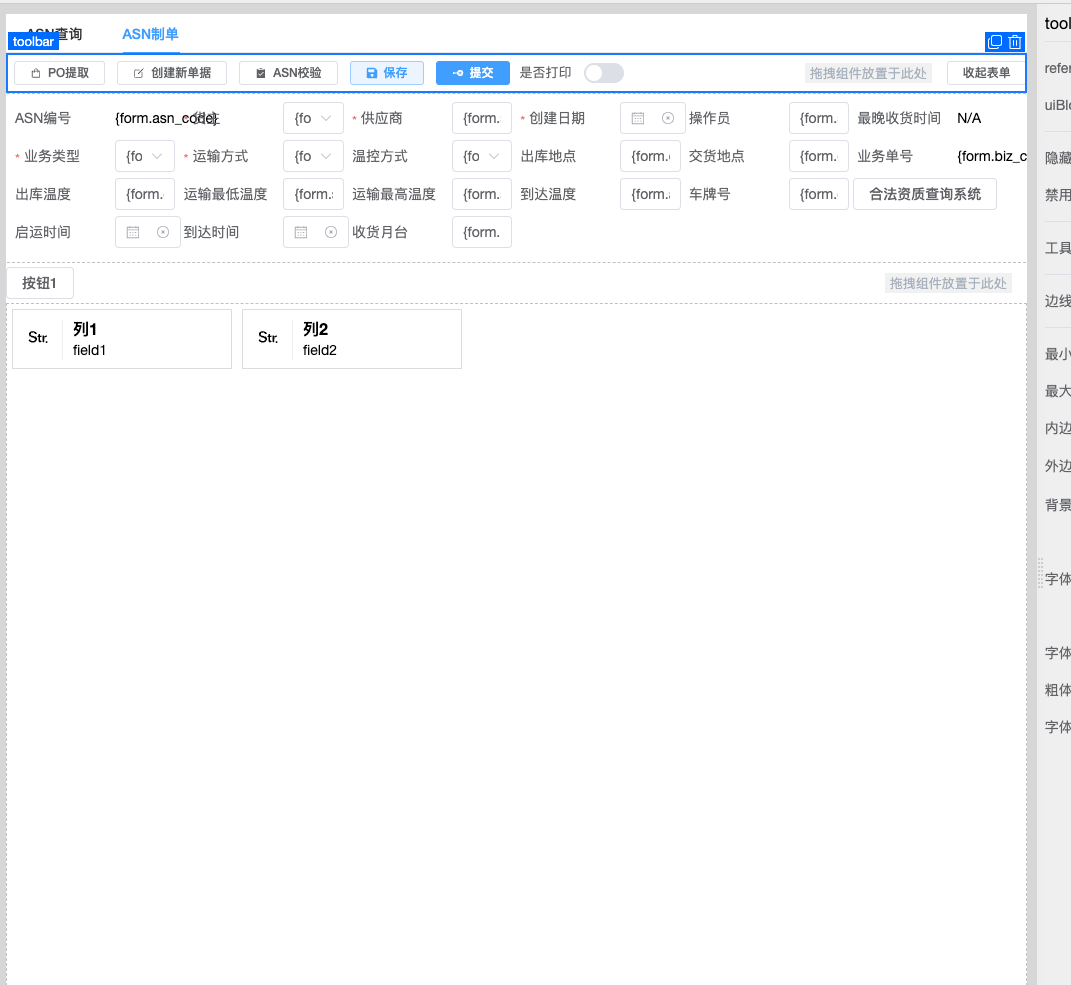 ASN查询 ASN制单
toolbar
PO提取 创建新单据 ASN校验 保存 提交 是否打印 拖拽组件放置于此处 收起表单
ASN编号 {form.asn_code} {fo * 供应商 {form. * 创建日期 操作员 {form. 最晚收货时间 N/A
* 业务类型 {fo * 运输方式 {fo 温控方式 {fo 出库地点 {form. 交货地点 {form. 业务单号 {form.biz_c
出库温度 {form. 运输最低温度 {form. 运输最高温度 {form. 到达温度 {form. 车牌号 {form. 合法资质查询系统
启运时间 到达时间 收货月台 {form.
按钮1 拖拽组件放置于此处
Str. 列1 Str. 列2
field1 field2
tool
refer
uiBlo
隐藏
禁用
工具
边线
最小
最大
内边
外边
背景
字体
字体
粗体
字体